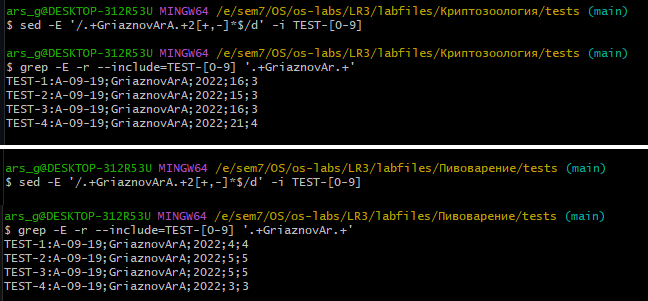 ars_g@DESKTOP-312R53U MINGW64 /e/sem7/OS/os-labs/LR3/labfiles/Криптозоология/tests (main)
$ sed -E '/.+GriaznovArA.+2[+,-]*$/d' -i TEST-[0-9]
ars_g@DESKTOP-312R53U MINGW64 /e/sem7/OS/os-labs/LR3/labfiles/Криптозоология/tests (main)
$ grep -E -r --include=TEST-[0-9] '.+GriaznovAr.+'
TEST-1:A-09-19;GriaznovArA;2022;16;3
TEST-2:A-09-19;GriaznovArA;2022;15;3
TEST-3:A-09-19;GriaznovArA;2022;16;3
TEST-4:A-09-19;GriaznovArA;2022;21;4
ars_g@DESKTOP-312R53U MINGW64 /e/sem7/OS/os-labs/LR3/labfiles/Пивоварение/tests (main)
$ sed -E '/.+GriaznovArA.+2[+,-]*$/d' -i TEST-[0-9]
ars_g@DESKTOP-312R53U MINGW64 /e/sem7/OS/os-labs/LR3/labfiles/Пивоварение/tests (main)
$ grep -E -r --include=TEST-[0-9] '.+GriaznovAr.+'
TEST-1:A-09-19;GriaznovArA;2022;4;4
TEST-2:A-09-19;GriaznovArA;2022;5;5
TEST-3:A-09-19;GriaznovArA;2022;5;5
TEST-4:A-09-19;GriaznovArA;2022;3;3